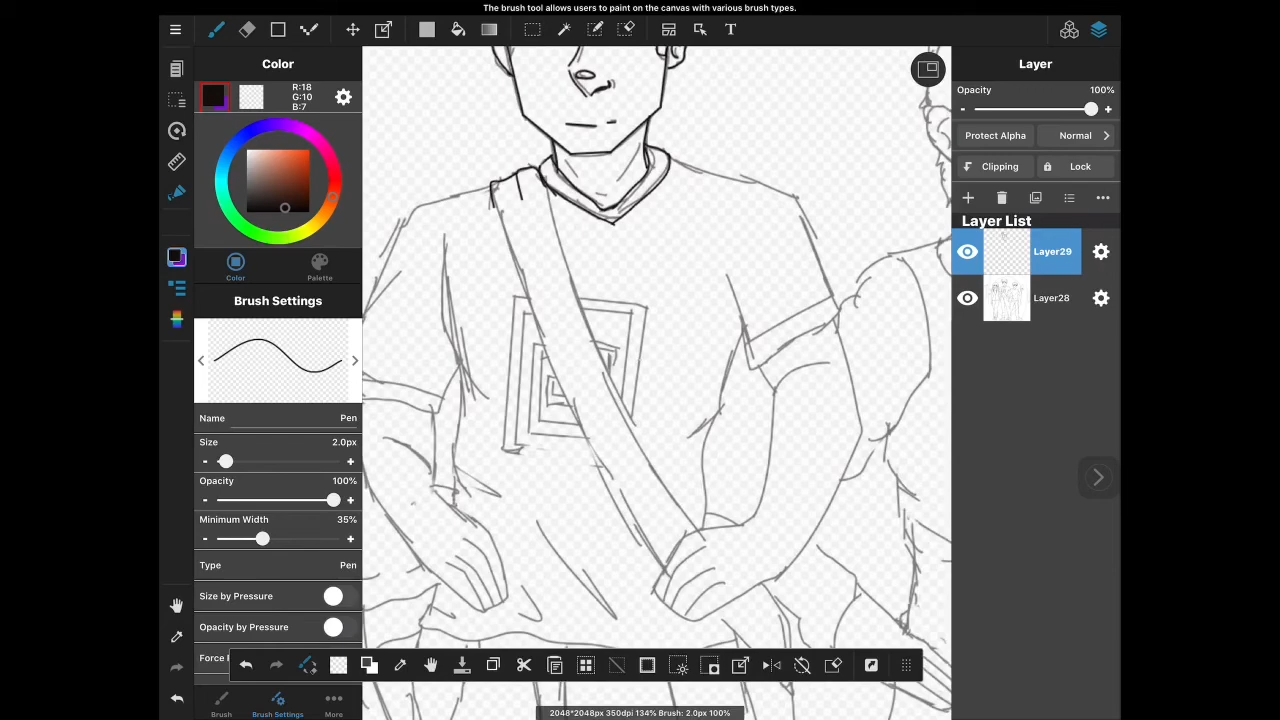 The brush tool allows users to paint on the canvas with various brush types.
T
Color
R:18
G:10
B:7
Color
Palette
Brush Settings
Name
Pen
Size
2.0px
-
+
Opacity
100%
-
+
Minimum Width
35%
-
+
Type
Pen
Size by Pressure
Opacity by Pressure
Force
Brush
Brush Settings
More
2048*2048px 350dpi 134% Brush: 2.0px 100%
Layer
Opacity
100%
-
+
Protect Alpha
Normal
Clipping
Lock
Layer List
Layer29
Layer28